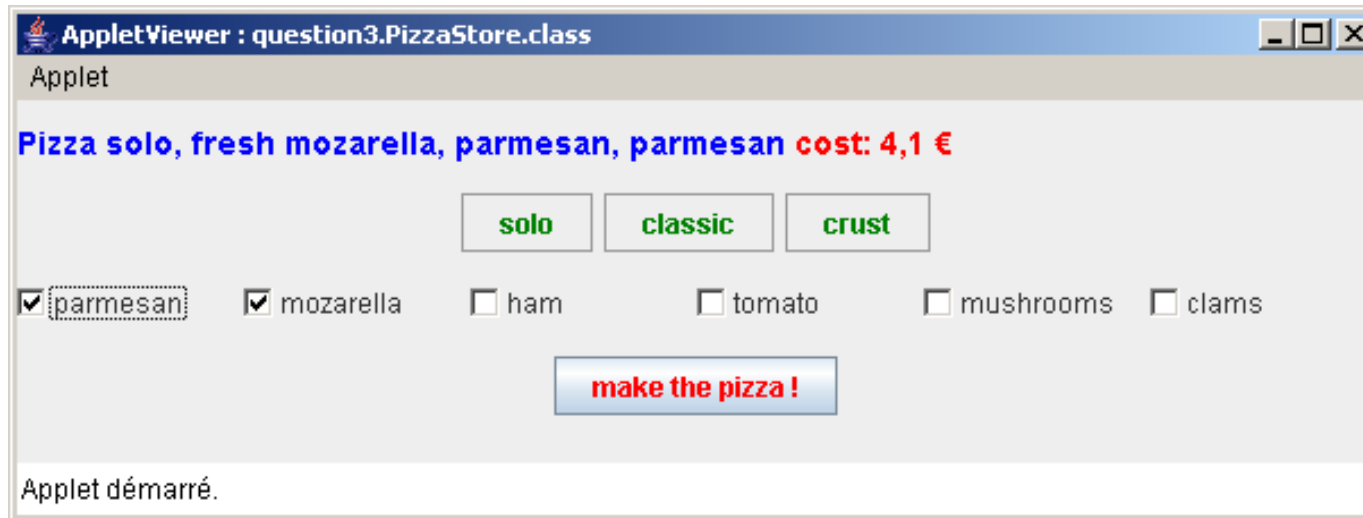 AppletViewer : question3.PizzaStore.class
Applet
Pizza solo, fresh mozarella, parmesan, parmesan cost: 4,1 €
solo classic crust
parmesan mozarella ham tomato mushrooms clams
make the pizza !
Applet démarré.